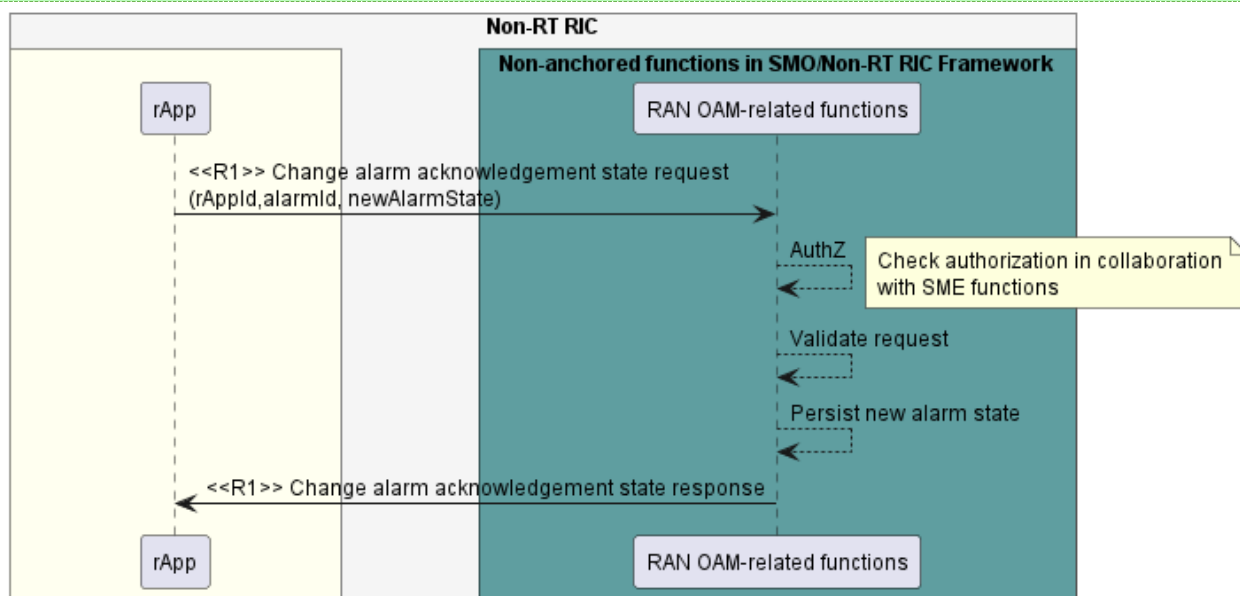 Non-RT RIC
Non-anchored functions in SMO/Non-RT RIC Framework
rApp
RAN OAM-related functions
<<R1>> Change alarm acknowledgement state request
(rAppId,alarmId, newAlarmState)
AuthZ
Check authorization in collaboration
with SME functions
Validate request
Persist new alarm state
<<R1>> Change alarm acknowledgement state response
rApp
RAN OAM-related functions